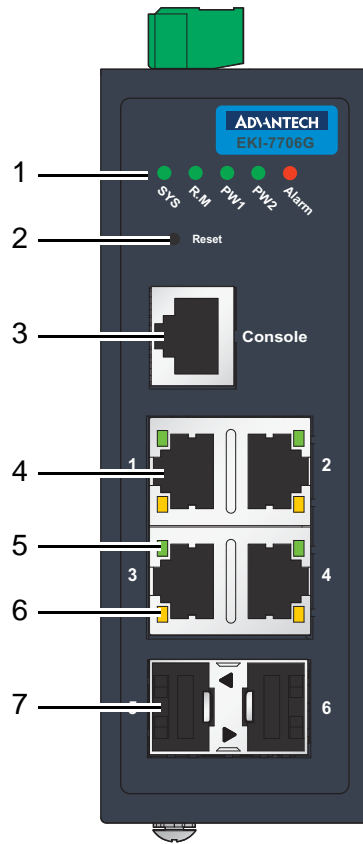 ADVANTECH
EKI-7706G
1
SYS R.M PW1 PW2 Alarm
2
Reset
3
Console
4
1
2
5
3
4
6
7
6